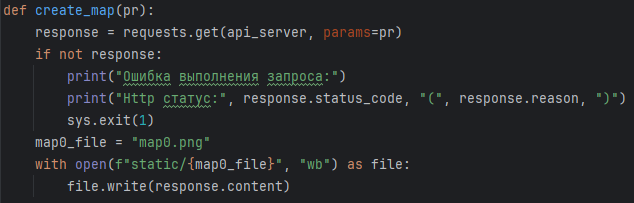 def create_map(pr):
    response = requests.get(api_server, params=pr)
    if not response:
        print("Ошибка выполнения запроса:")
        print("Http статус:", response.status_code, "(", response.reason, ")")
        sys.exit(1)
    map0_file = "map0.png"
    with open(f"static/{map0_file}", "wb") as file:
        file.write(response.content)